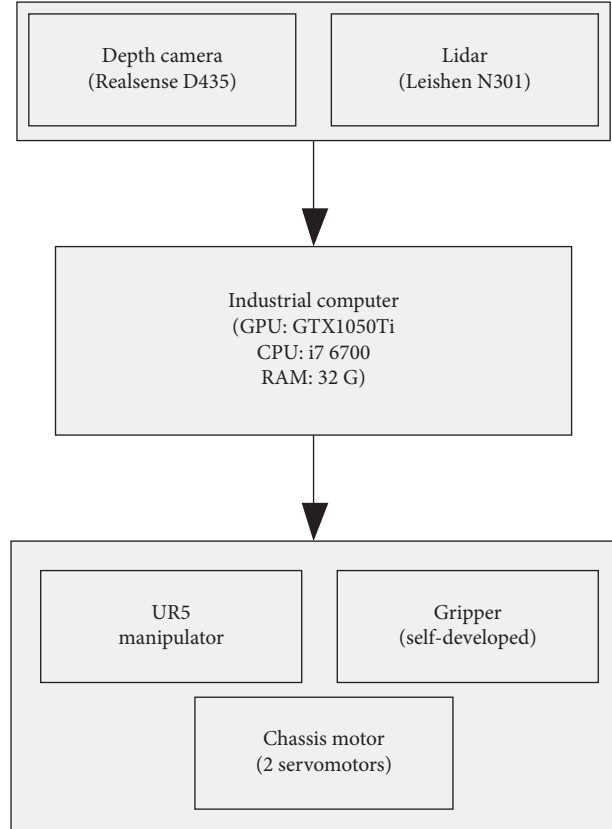 Depth camera
(Realsense D435)
Lidar
(Leishen N301)
Industrial computer
(GPU: GTX1050Ti
CPU: i7 6700
RAM: 32 G)
UR5
manipulator
Gripper
(self-developed)
Chassis motor
(2 servomotors)